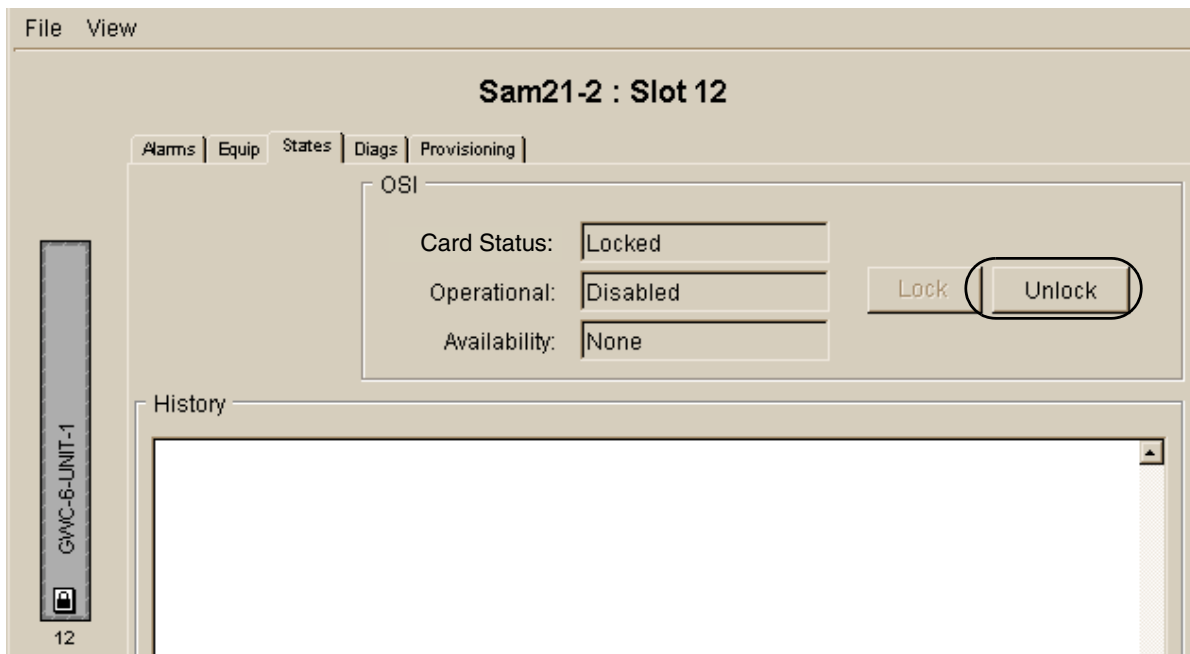 File View
Sam21-2 : Slot 12
Alarms Equip States Diags Provisioning
OSI
Card Status: Locked
Operational: Disabled
Lock Unlock
Availability: None
History
GWC-6-UNIT-1
12